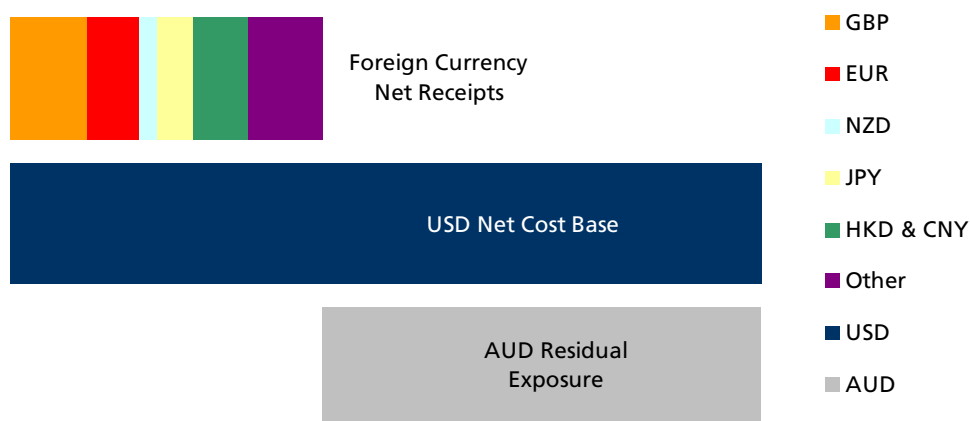 Foreign Currency
Net Receipts
USD Net Cost Base
AUD Residual
Exposure
GBP
EUR
NZD
JPY
HKD & CNY
Other
USD
AUD